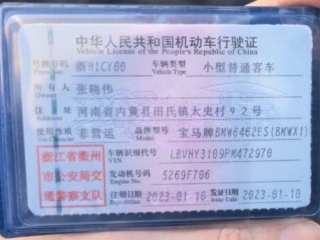 中华人民共和国机动车行驶证
Vehicle License of the People's Republic of China
号牌号码 浙H1CY00 车辆类型 小型普通客车
Plate No. Vehicle Type
所有人 张晓伟
住址 河南省内黄县田氏镇太吏村92号
使用性质 非营运 品牌型号 宝马牌BMW6462ES(BMWX1)
浙江省衢州 车辆识别代号 LBVHY3109PM472970
VIN
市公安局交 发动机号码 S269F706
Engine No.
通警察支队 注册日期 2023-01-10 发证日期 2023-01-10
Issue Date